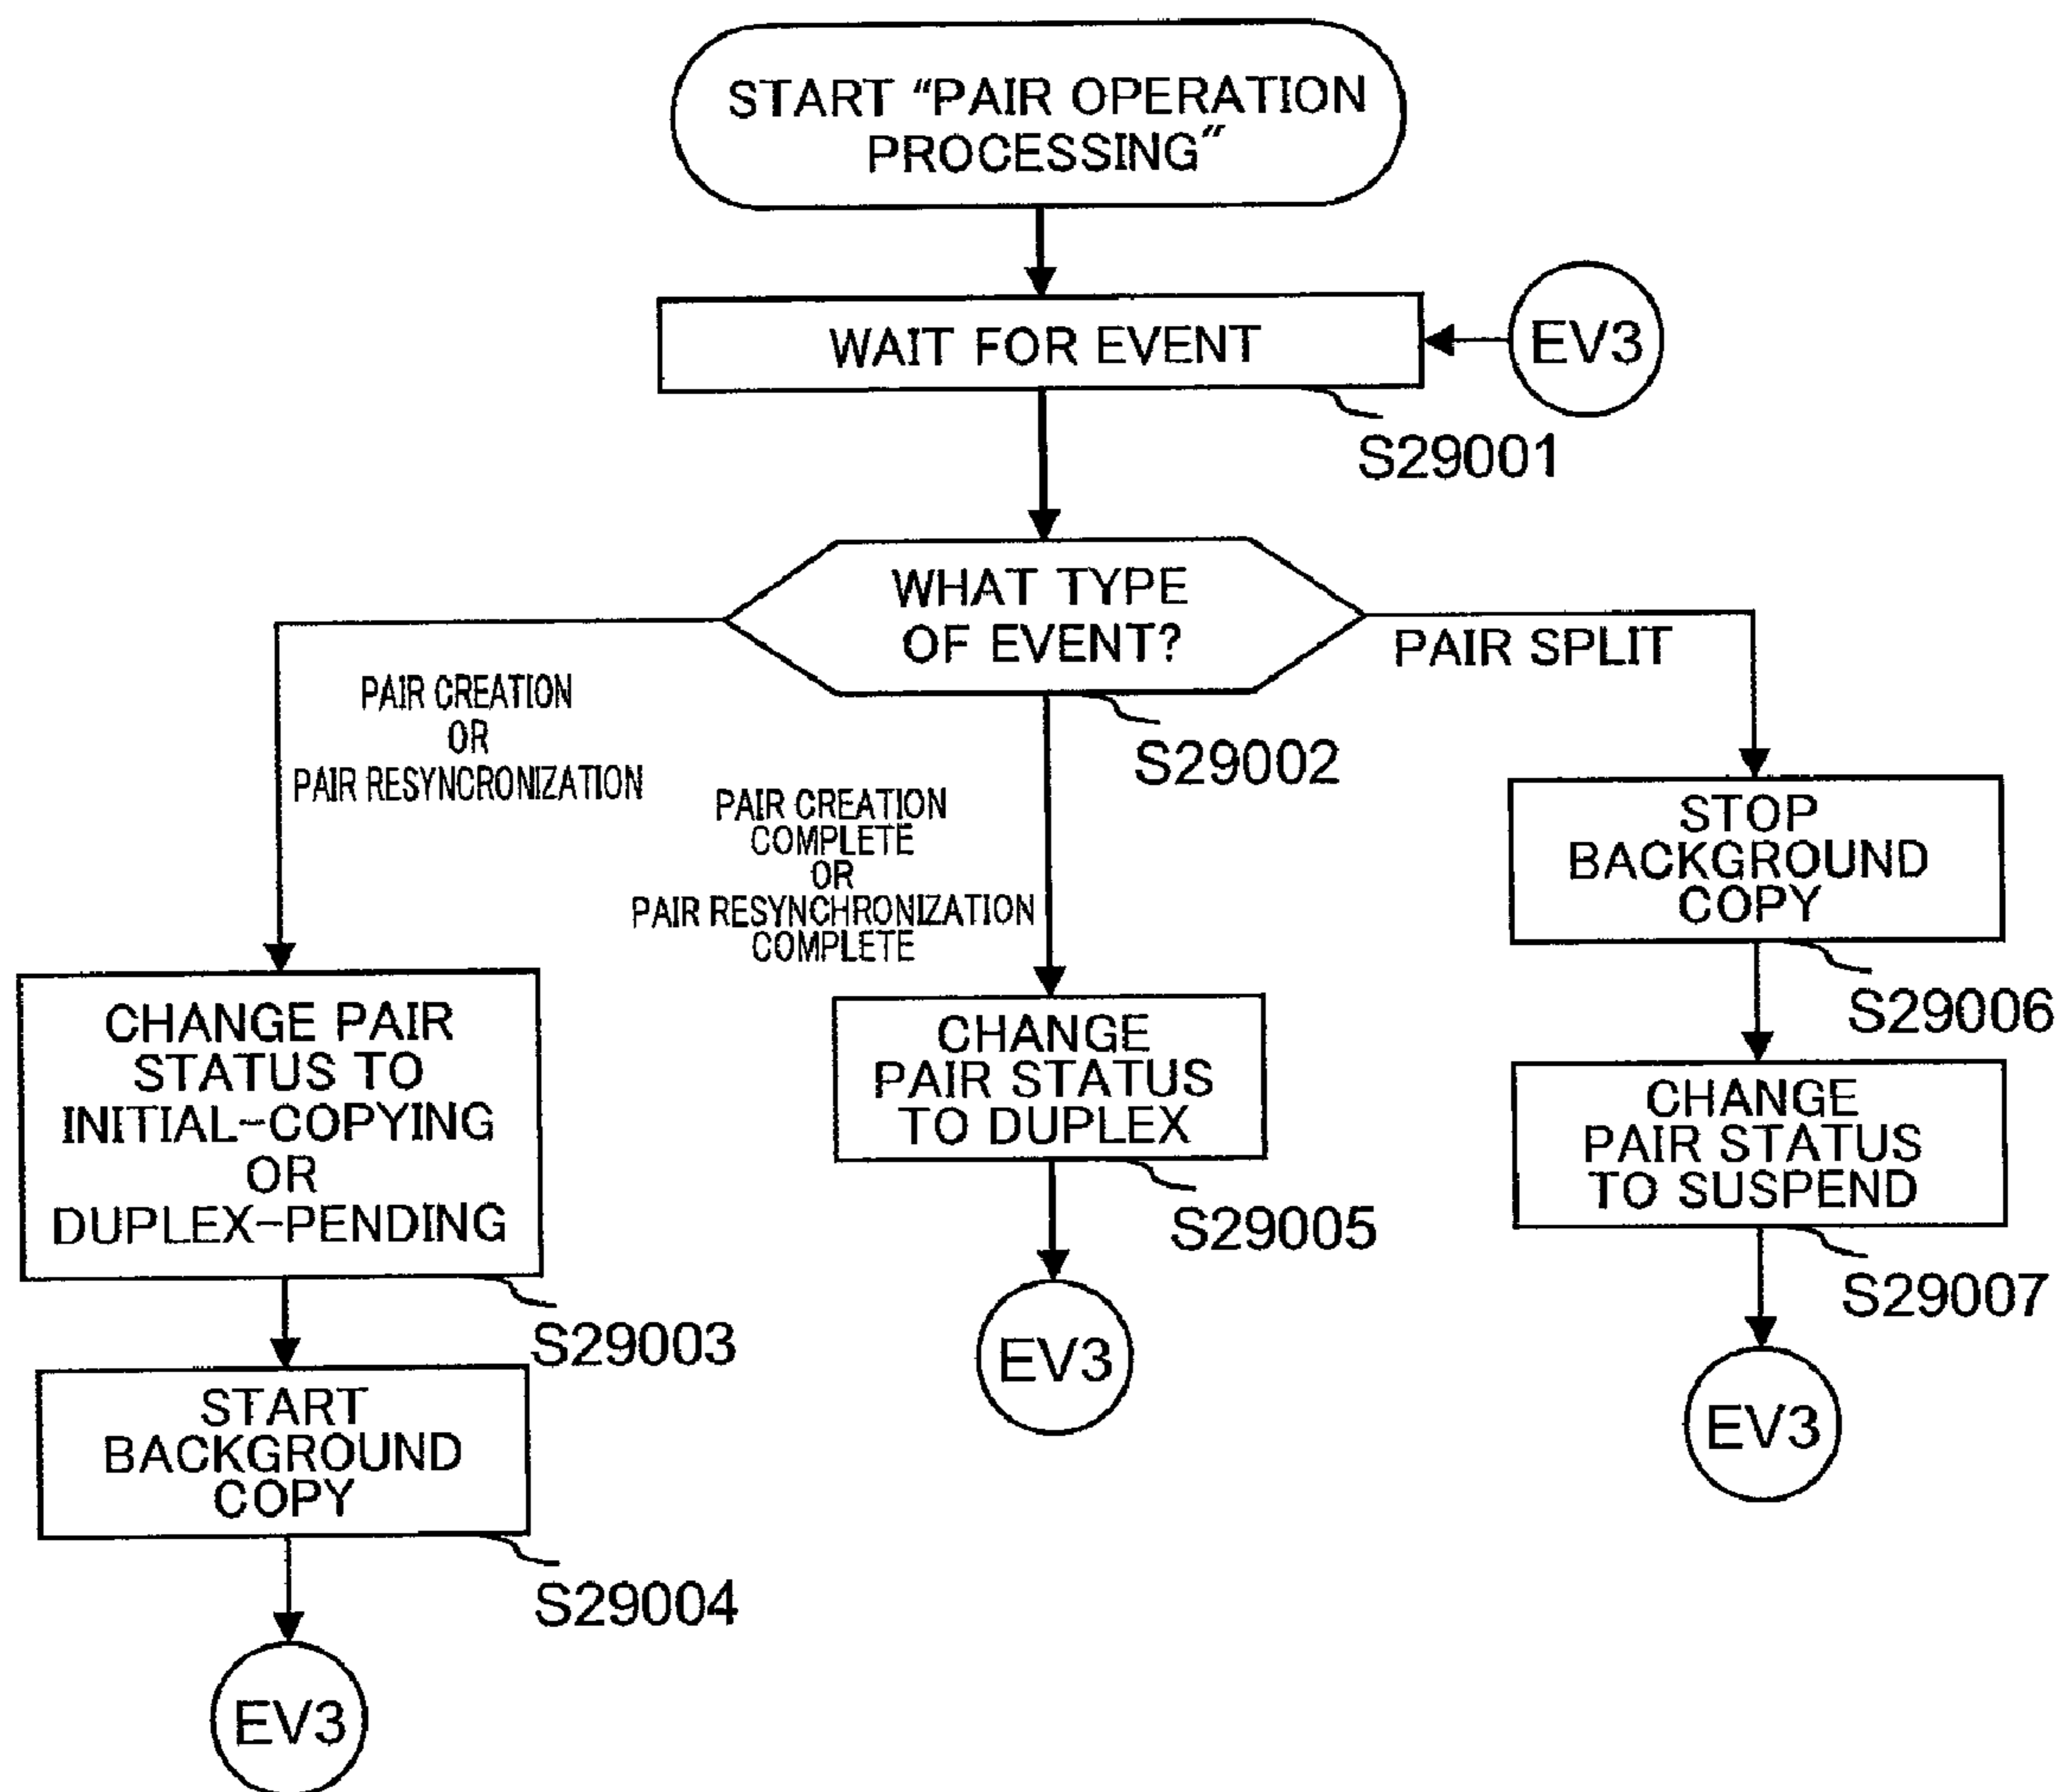 START “PAIR OPERATION
PROCESSING”
WAIT FOR EVENT
EV3
S29001
WHAT TYPE
OF EVENT?
S29002
PAIR SPLIT
PAIR CREATION
OR
PAIR RESYNCRONIZATION
PAIR CREATION
COMPLETE
OR
PAIR RESYNCHRONIZATION
COMPLETE
STOP
BACKGROUND
COPY
S29006
CHANGE PAIR
STATUS TO
INITIAL-COPYING
OR
DUPLEX-PENDING
S29003
CHANGE
PAIR STATUS
TO DUPLEX
S29005
CHANGE
PAIR STATUS
TO SUSPEND
S29007
START
BACKGROUND
COPY
S29004
EV3
EV3
EV3